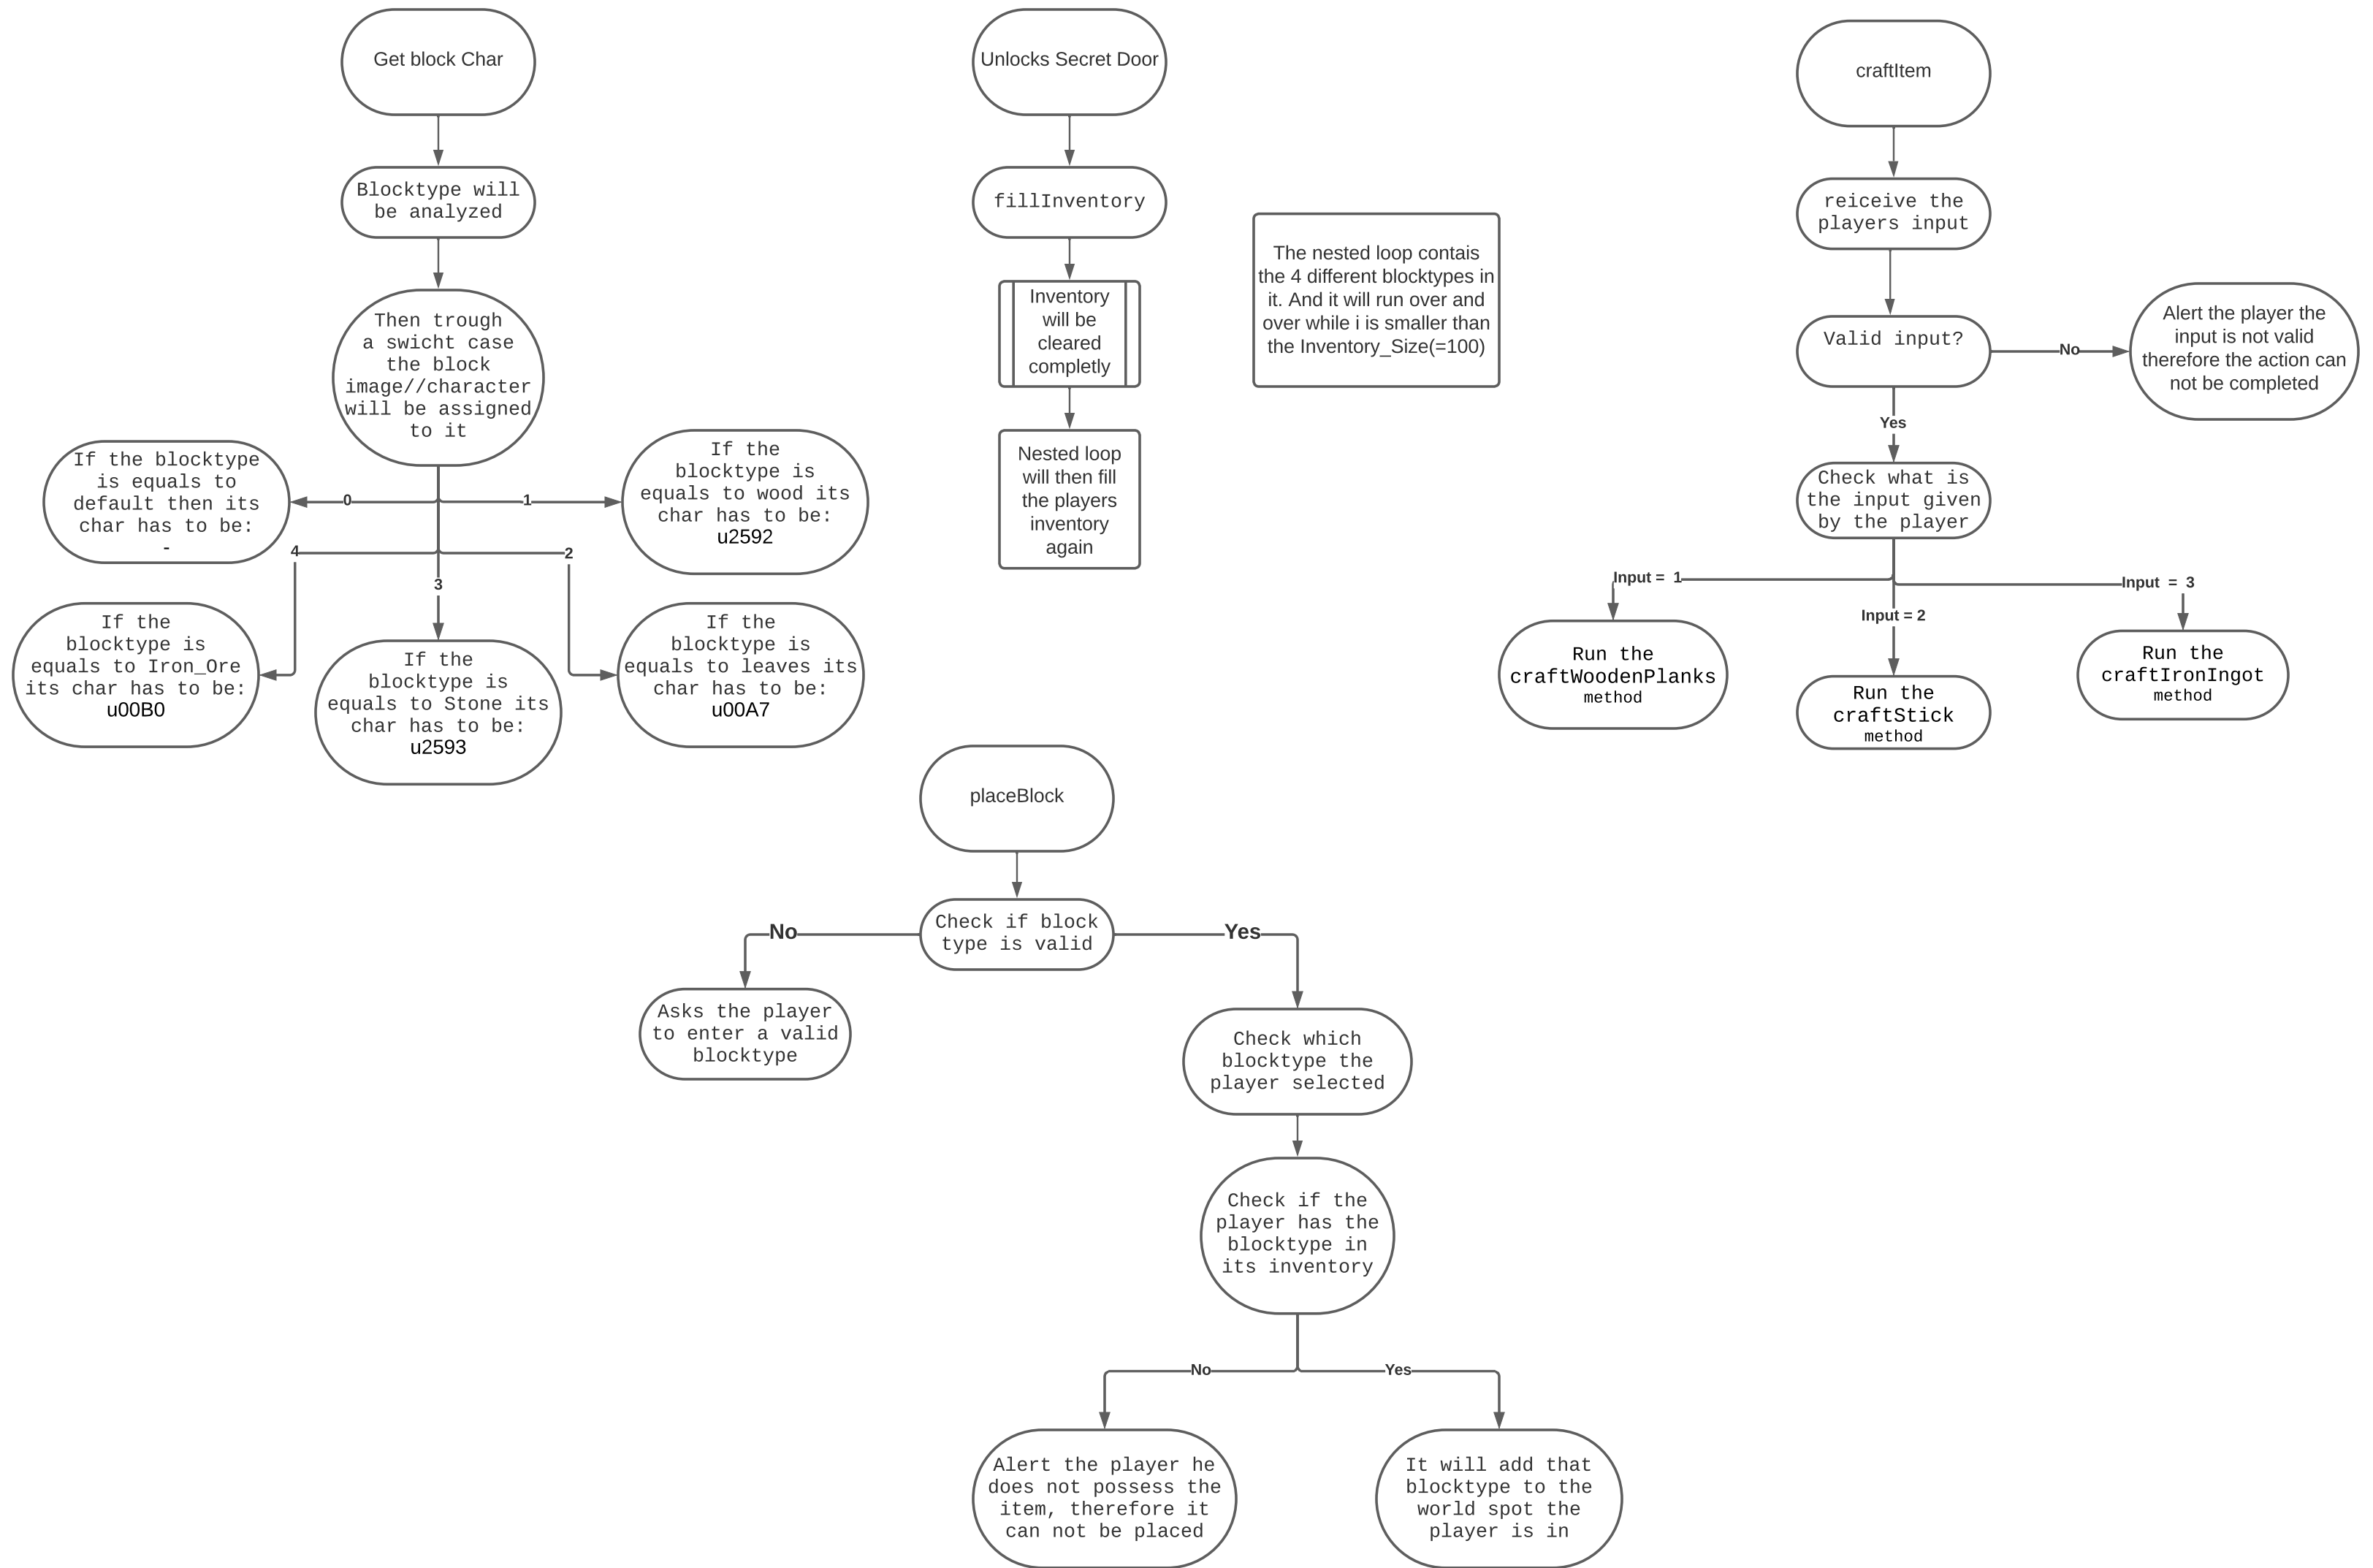 Get block Char
Blocktype will
be analyzed
Then trough
a swicht case
the block
image//character
will be assigned
to it
0
1
If the blocktype
is equals to
default then its
char has to be:
-
If the
blocktype is
equals to wood its
char has to be:
u2592
4
3
2
If the
blocktype is
equals to Iron_Ore
its char has to be:
u00B0
If the
blocktype is
equals to Stone its
char has to be:
u2593
If the
blocktype is
equals to leaves its
char has to be:
u00A7
Unlocks Secret Door
fillInventory
Inventory
will be
cleared
completly
Nested loop
will then fill
the players
inventory
again
The nested loop contais
the 4 different blocktypes in
it. And it will run over and
over while i is smaller than
the Inventory_Size(=100)
craftItem
reiceive the
players input
Valid input?
No
Alert the player the
input is not valid
therefore the action can
not be completed
Yes
Check what is
the input given
by the player
Input = 1
Input = 2
Input = 3
Run the
craftWoodenPlanks
method
Run the
craftStick
method
Run the
craftIronIngot
method
placeBlock
Check if block
type is valid
No
Yes
Asks the player
to enter a valid
blocktype
Check which
blocktype the
player selected
Check if the
player has the
blocktype in
its inventory
No
Yes
Alert the player he
does not possess the
item, therefore it
can not be placed
It will add that
blocktype to the
world spot the
player is in